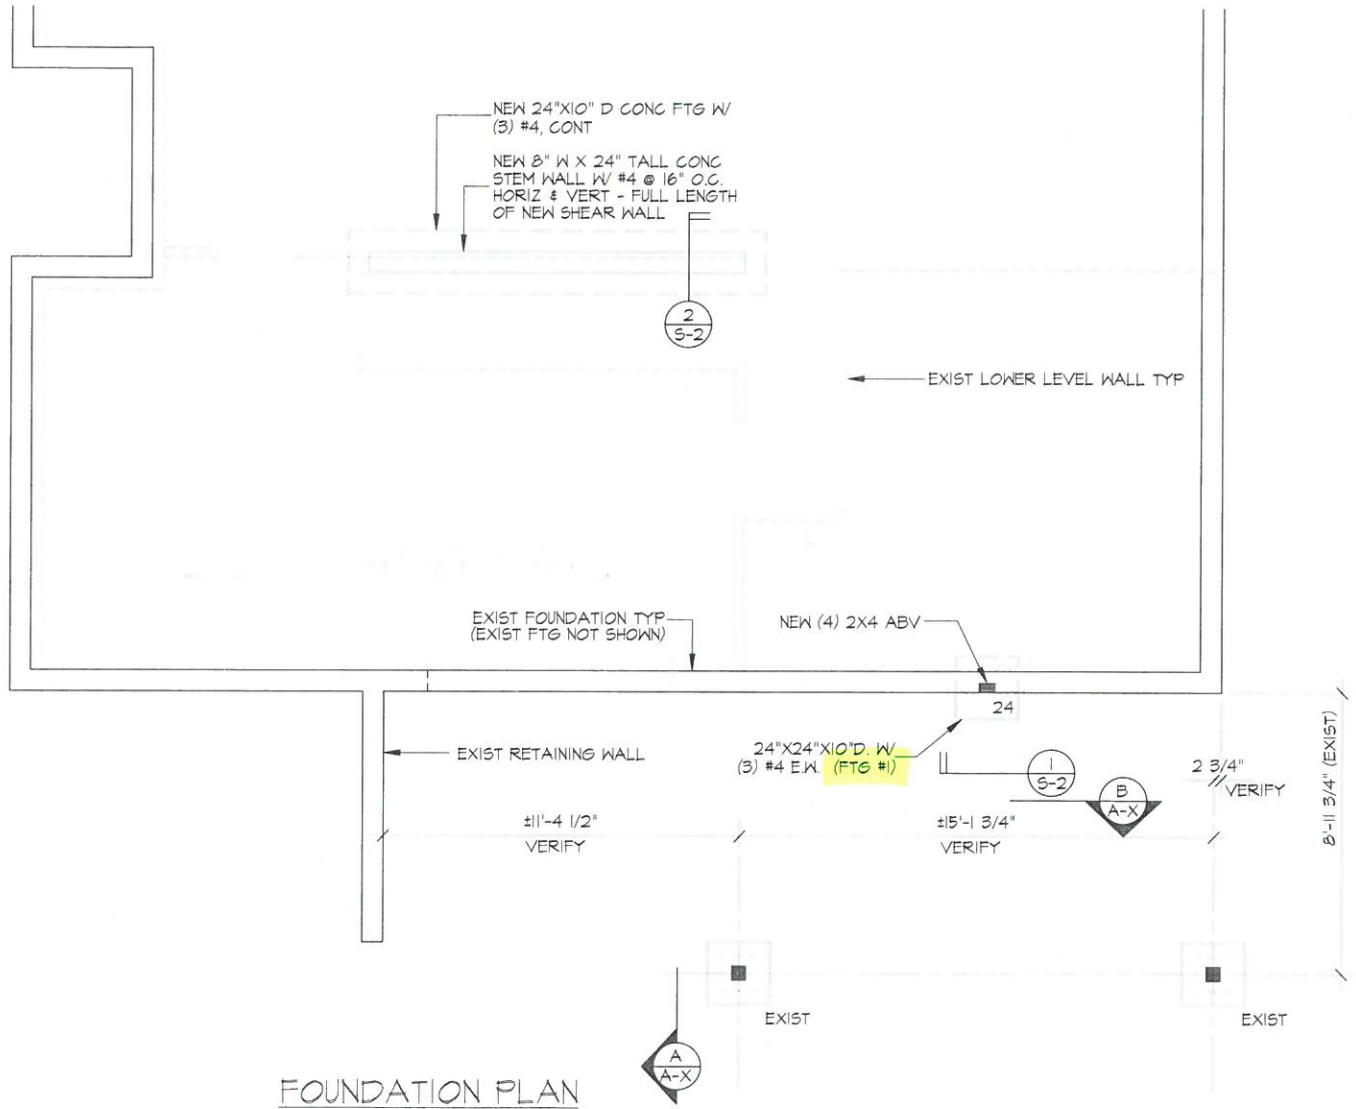 NEW 24"X10" D CONC FTG W/
(3) #4, CONT
NEW 8" W X 24" TALL CONC
STEM WALL W/ #4 @ 16" O.C.
HORIZ & VERT - FULL LENGTH
OF NEW SHEAR WALL
2
S-2
EXIST LOWER LEVEL WALL TYP
EXIST FOUNDATION TYP
(EXIST FTG NOT SHOWN)
NEW (4) 2X4 ABV
24
EXIST RETAINING WALL
24"X24"X10"D. W/
(3) #4 E.W. (FTG #1)
1
S-2
B
A-X
2 3/4"
VERIFY
8'-11 3/4" (EXIST)
±11'-4 1/2"
VERIFY
±15'-1 3/4"
VERIFY
EXIST
EXIST
A
A-X
FOUNDATION PLAN